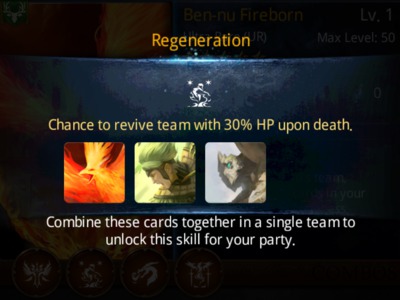 Ben-nu Fireborn Lv. 1
Max Level: 50
Regeneration
0
Chance to revive team with 30% HP upon death.
Combine these cards together in a single team to
unlock this skill for your party.